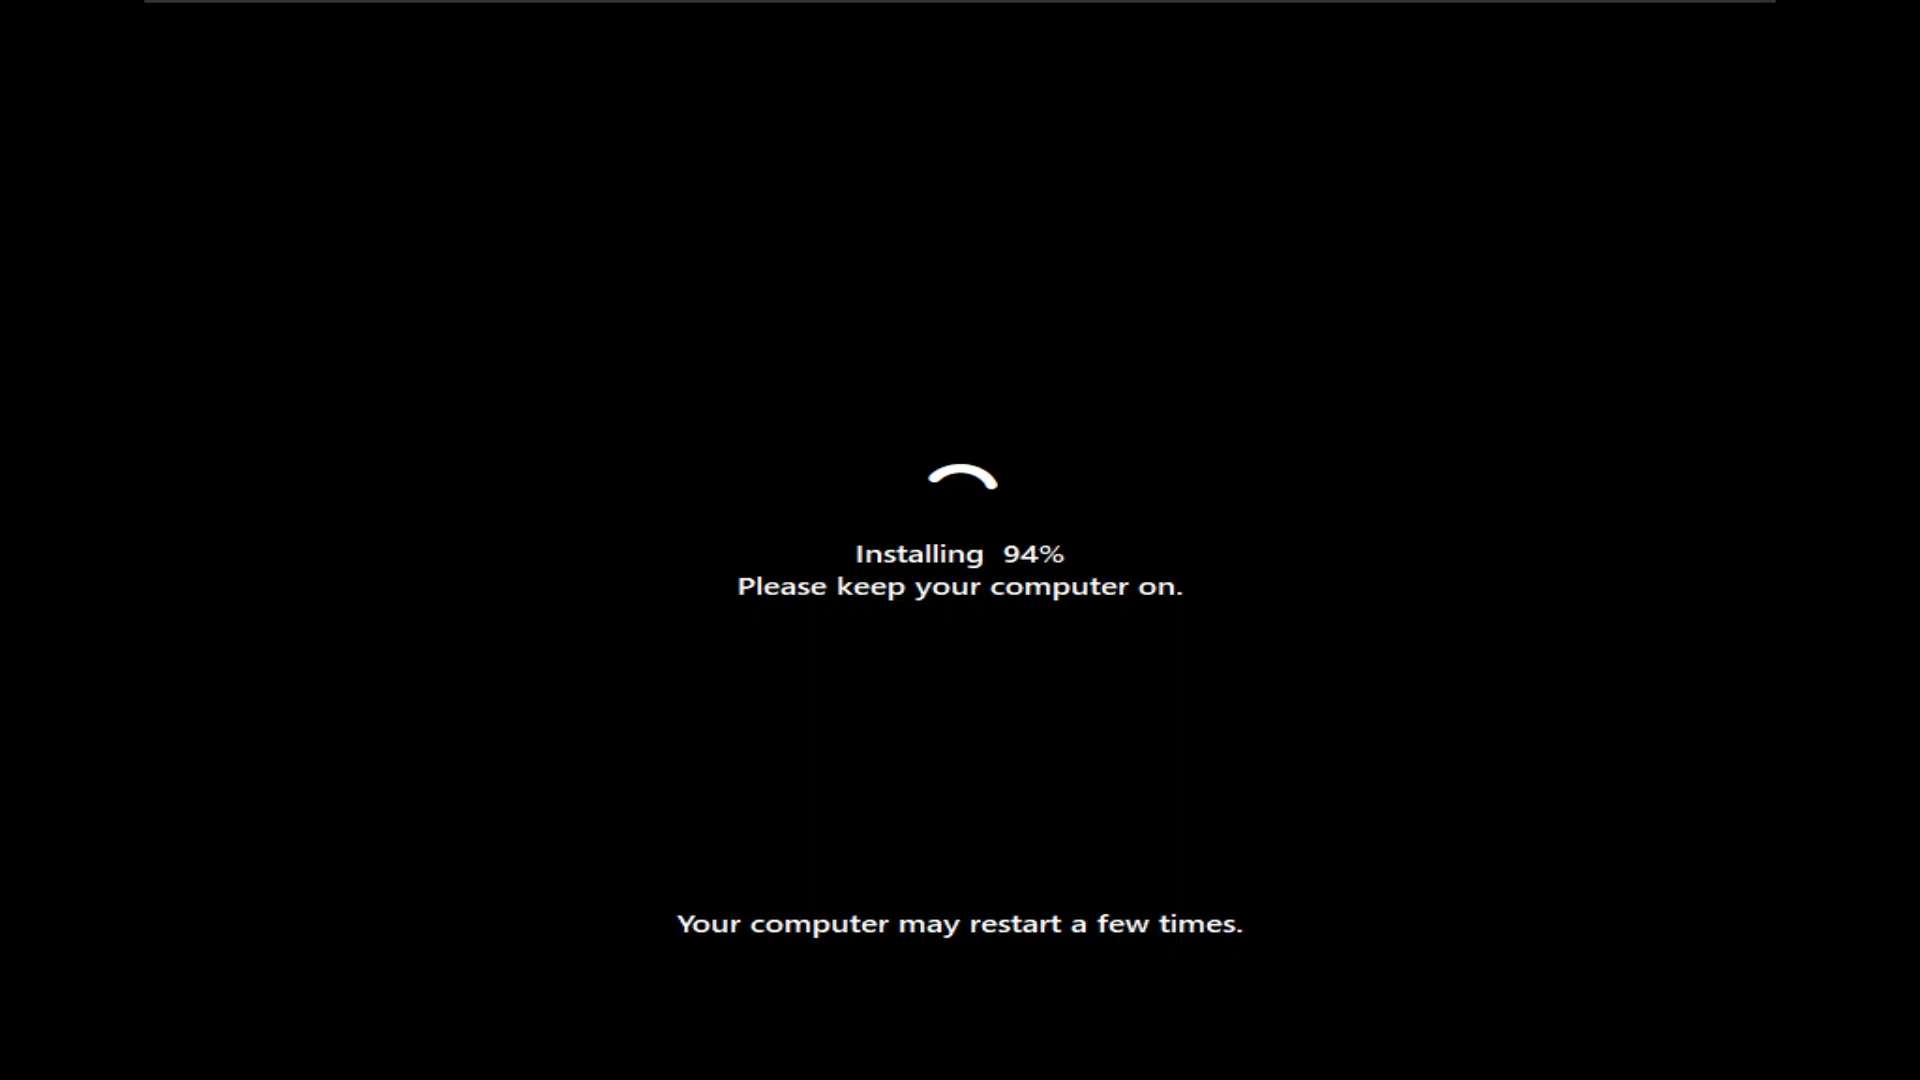 Installing  94%
Please keep your computer on.
Your computer may restart a few times.